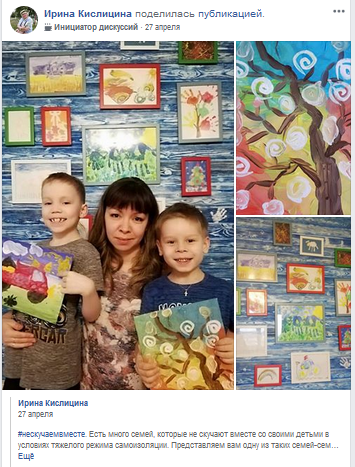 Ирина Кислицина поделилась публикацией.
Инициатор дискуссий · 27 апреля
Ирина Кислицина
27 апреля
#нескучаемвместе. Есть много семей, которые не скучают вместе со своими детьми в
условиях тяжелого режима самоизоляции. Представляем вам одну из таких семей-сем...
Ещё